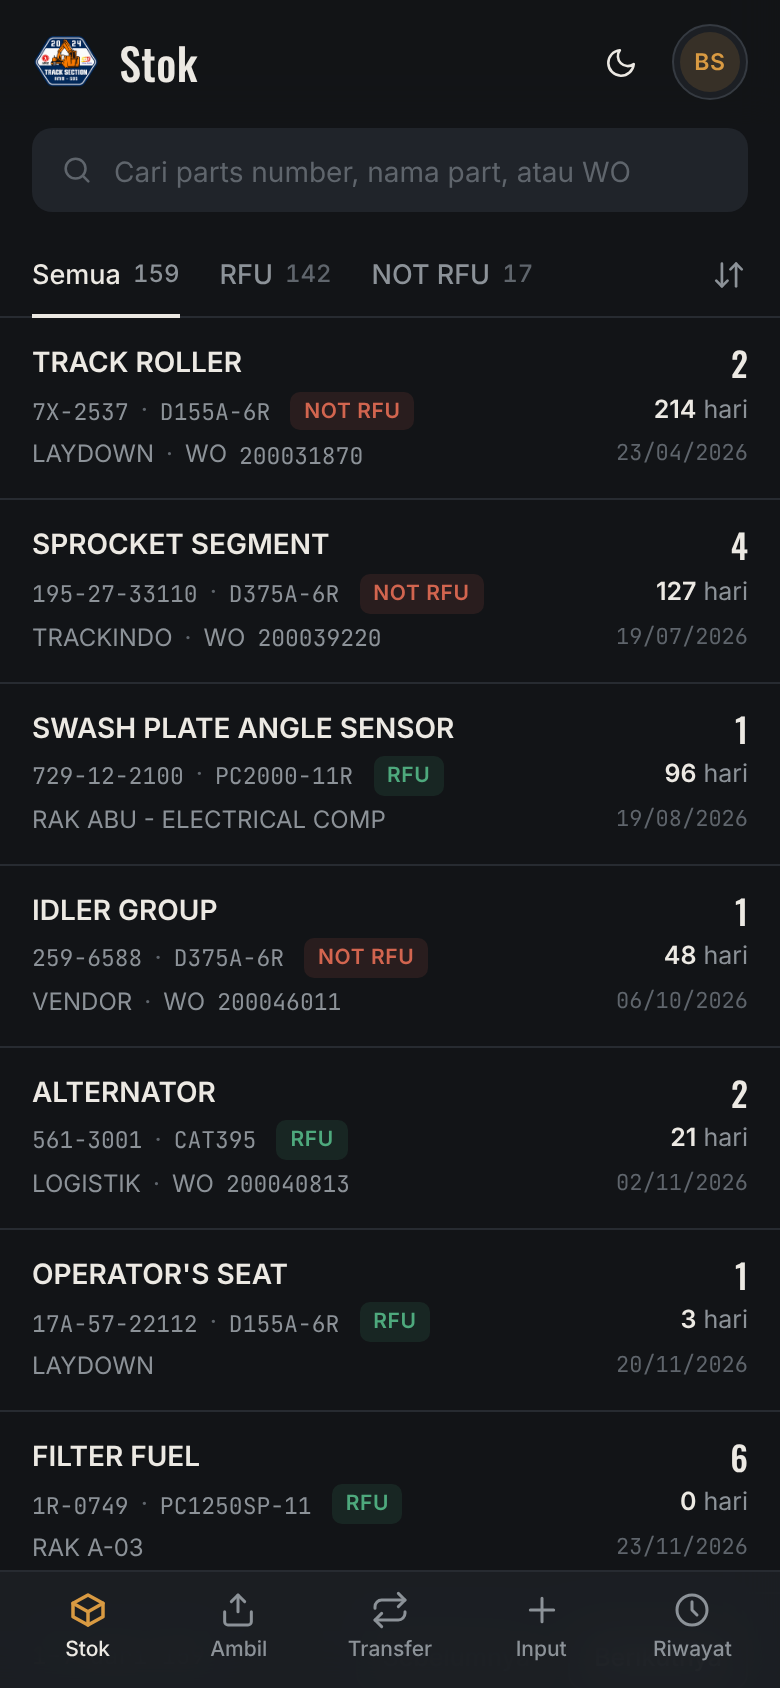 20 24
TRACK SECTION
Stok
BS
Cari parts number, nama part, atau WO
Semua 159 RFU 142 NOT RFU 17
TRACK ROLLER 2
7X-2537 · D155A-6R NOT RFU 214 hari
LAYDOWN · WO 200031870 23/04/2026
SPROCKET SEGMENT 4
195-27-33110 · D375A-6R NOT RFU 127 hari
TRACKINDO · WO 200039220 19/07/2026
SWASH PLATE ANGLE SENSOR 1
729-12-2100 · PC2000-11R RFU 96 hari
RAK ABU - ELECTRICAL COMP 19/08/2026
IDLER GROUP 1
259-6588 · D375A-6R NOT RFU 48 hari
VENDOR · WO 200046011 06/10/2026
ALTERNATOR 2
561-3001 · CAT395 RFU 21 hari
LOGISTIK · WO 200040813 02/11/2026
OPERATOR'S SEAT 1
17A-57-22112 · D155A-6R RFU 3 hari
LAYDOWN 20/11/2026
FILTER FUEL 6
1R-0749 · PC1250SP-11 RFU 0 hari
RAK A-03 23/11/2026
Stok Ambil Transfer Input Riwayat